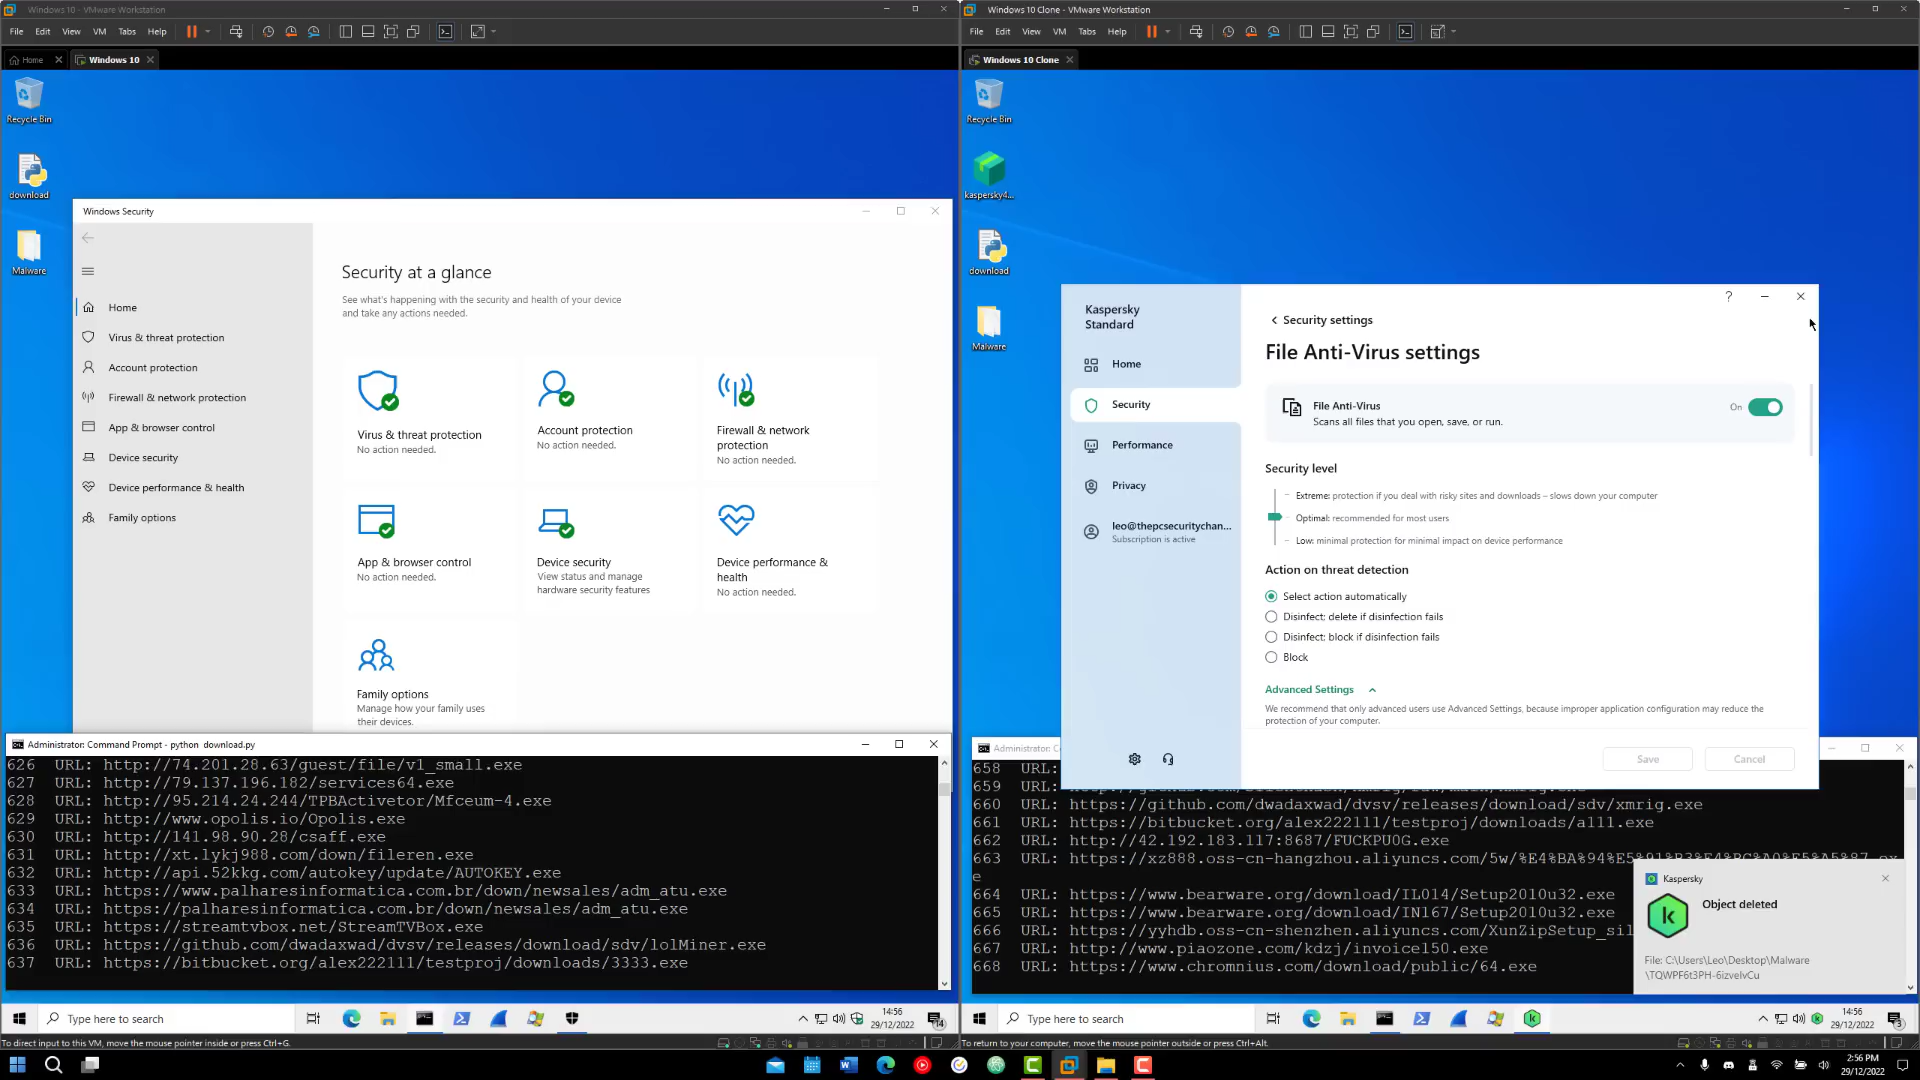 Windows 10 - VMware Workstation
File Edit View VM Tabs Help
Home
Windows 10
Recycle Bin
download
Malware
Windows Security
Home
Virus & threat protection
Account protection
Firewall & network protection
App & browser control
Device security
Device performance & health
Family options
Security at a glance
See what's happening with the security and health of your device
and take any actions needed.
Virus & threat protection
No action needed.
Account protection
No action needed.
Firewall & network
protection
No action needed.
App & browser control
No action needed.
Device security
View status and manage
hardware security features
Device performance &
health
No action needed.
Family options
Manage how your family uses
their devices.
Administrator: Command Prompt - python download.py
626 URL: http://74.201.28.63/guest/file/v1_small.exe
627 URL: http://79.137.196.182/services64.exe
628 URL: http://95.214.24.244/TPBActivetor/Mfceum-4.exe
629 URL: http://www.opolis.io/Opolis.exe
630 URL: http://141.98.90.28/csaff.exe
631 URL: http://xt.lykj988.com/down/fileren.exe
632 URL: http://api.52kkg.com/autokey/update/AUTOKEY.exe
633 URL: https://www.palharesinformatica.com.br/down/newsales/adm_atu.exe
634 URL: https://palharesinformatica.com.br/down/newsales/adm_atu.exe
635 URL: https://streamtvbox.net/StreamTVBox.exe
636 URL: https://github.com/dwadaxwad/dvsv/releases/download/sdv/lolMiner.exe
637 URL: https://bitbucket.org/alex222111/testproj/downloads/3333.exe
Type here to search
14:56
29/12/2022
14
To direct input to this VM, move the mouse pointer inside or press Ctrl+G.
Windows 10 Clone - VMware Workstation
File Edit View VM Tabs Help
Windows 10 Clone
Recycle Bin
kaspersky4...
download
Malware
Kaspersky
Standard
Home
Security
Performance
Privacy
leo@thepcsecuritychan...
Subscription is active
?
Security settings
File Anti-Virus settings
File Anti-Virus
Scans all files that you open, save, or run.
On
Security level
Extreme: protection if you deal with risky sites and downloads – slows down your computer
Optimal: recommended for most users
Low: minimal protection for minimal impact on device performance
Action on threat detection
Select action automatically
Disinfect; delete if disinfection fails
Disinfect; block if disinfection fails
Block
Advanced Settings
We recommend that only advanced users use Advanced Settings, because improper application configuration may reduce the
protection of your computer.
Save
Cancel
Administrator: C
658 URL:
659 URL:
660 URL: https://github.com/dwadaxwad/dvsv/releases/download/sdv/xmrig.exe
661 URL: https://bitbucket.org/alex222111/testproj/downloads/a111.exe
662 URL: http://42.192.183.117:8687/FUCKPU0G.exe
663 URL: https://xz888.oss-cn-hangzhou.aliyuncs.com/5w/
e
664 URL: https://www.bearware.org/download/IL014/Setup2010u32.exe
665 URL: https://www.bearware.org/download/IN167/Setup2010u32.exe
666 URL: https://yyhdb.oss-cn-shenzhen.aliyuncs.com/XunZipSetup_sil
667 URL: http://www.piaozone.com/kdzj/invoice150.exe
668 URL: https://www.chromnius.com/download/public/64.exe
Kaspersky
Object deleted
File: C:\Users\Leo\Desktop\Malware
\TQWPF6t3PH-6izvelvCu
Type here to search
14:56
29/12/2022
3
To return to your computer, move the mouse pointer outside or press Ctrl+Alt.
2:56 PM
29/12/2022